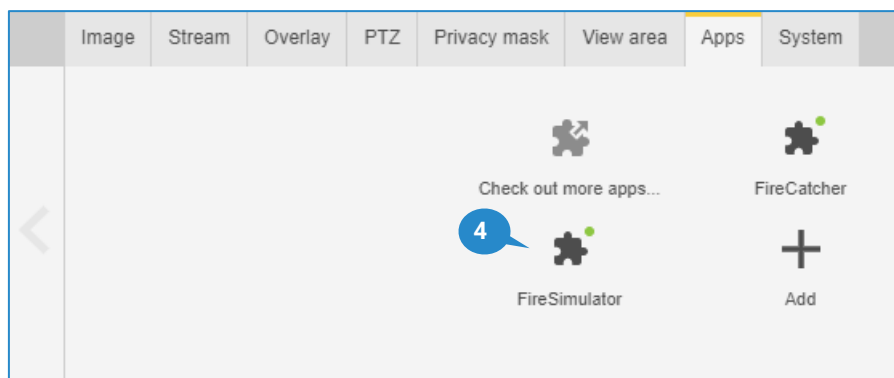 Image Stream Overlay PTZ Privacy mask View area Apps System
Check out more apps... FireCatcher
4
FireSimulator Add